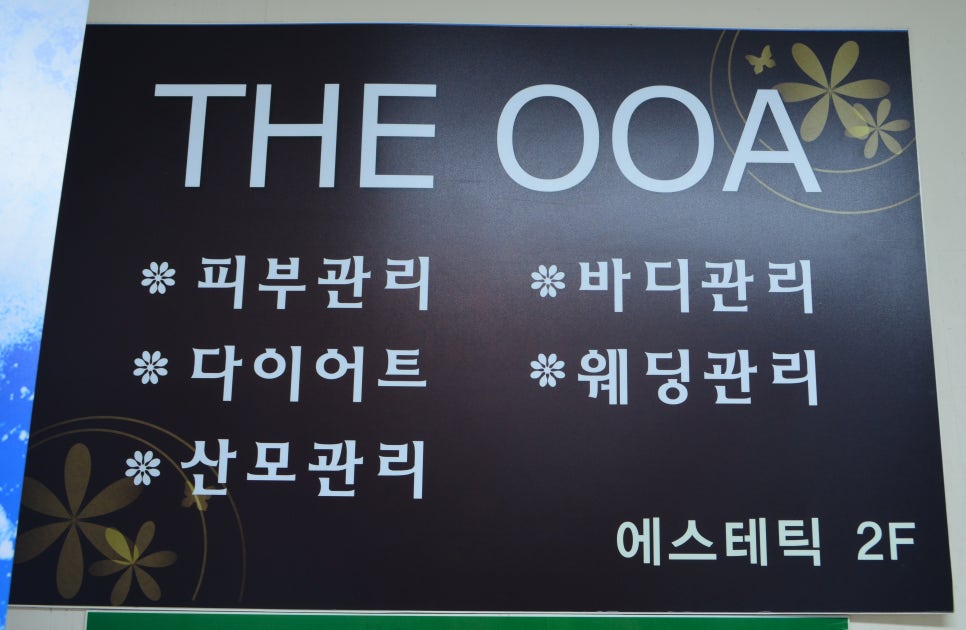 THE OOA
피부관리 바디관리
다이어트 웨딩관리
산모관리
에스테틱 2F